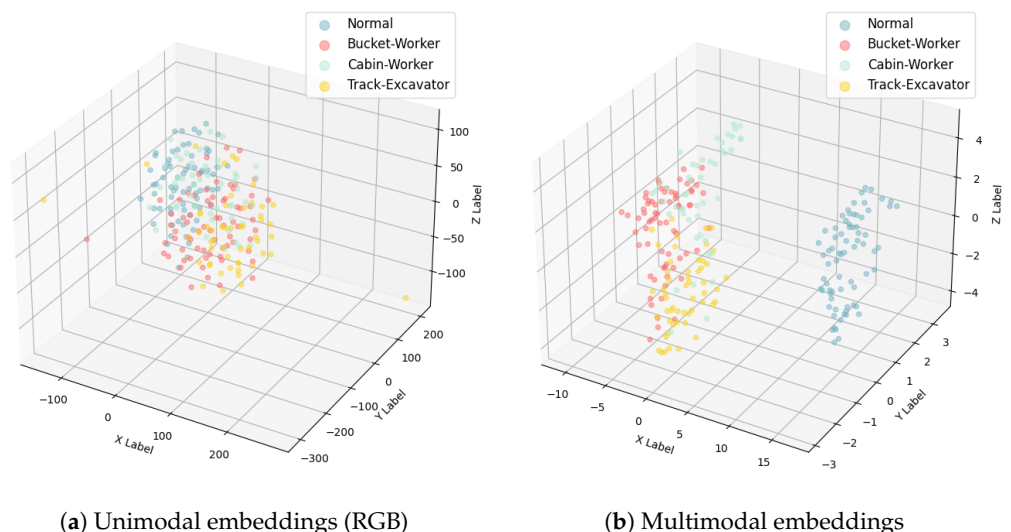 Normal
Bucket-Worker
Cabin-Worker
Track-Excavator
100
50
0
−50
−100
Z Label
−100
0
100
200
X Label
−300
−200
−100
0
100
200
Y Label
(a) Unimodal embeddings (RGB)
Normal
Bucket-Worker
Cabin-Worker
Track-Excavator
4
2
0
−2
−4
Z Label
−10
−5
0
5
10
15
X Label
−3
−2
−1
0
1
2
3
Y Label
(b) Multimodal embeddings